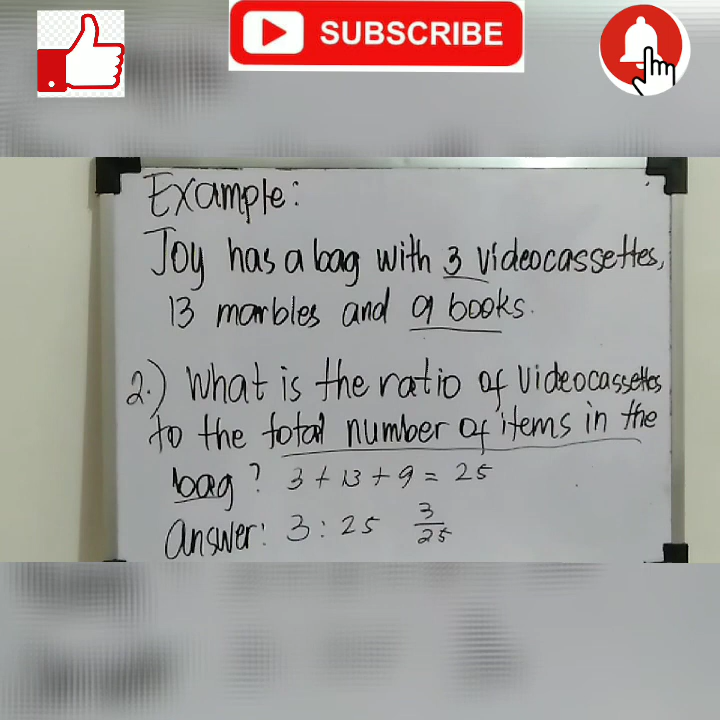 SUBSCRIBE
Example:
Joy has a bag with 3 videocassettes,
13 marbles and 9 books.
2.) What is the ratio of videocassettes
to the total number of items in the
bag? 3 + 13 + 9 = 25
answer: 3 : 25 3/25